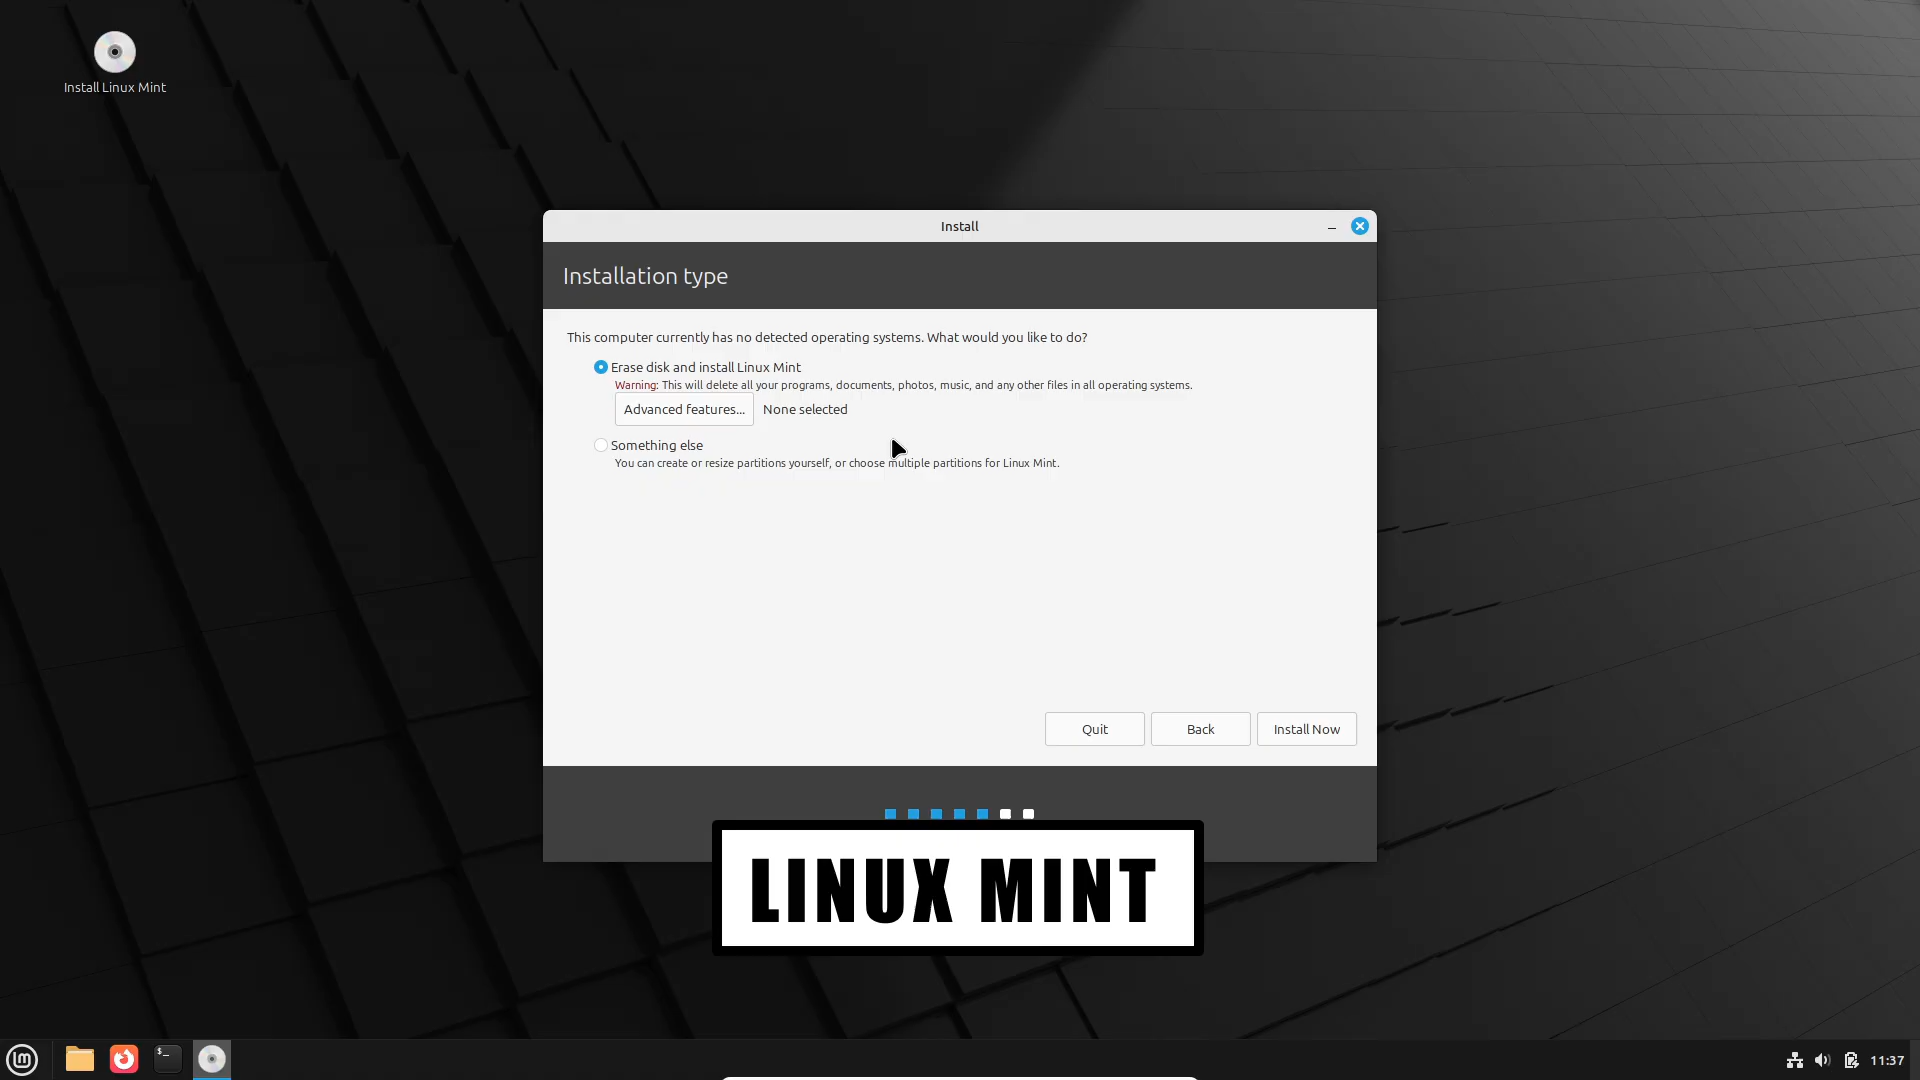 Install Linux Mint
Install
Installation type
This computer currently has no detected operating systems. What would you like to do?
Erase disk and install Linux Mint
Warning: This will delete all your programs, documents, photos, music, and any other files in all operating systems.
Advanced features... None selected
Something else
You can create or resize partitions yourself, or choose multiple partitions for Linux Mint.
Quit Back Install Now
LINUX MINT
lm $_ 11:37